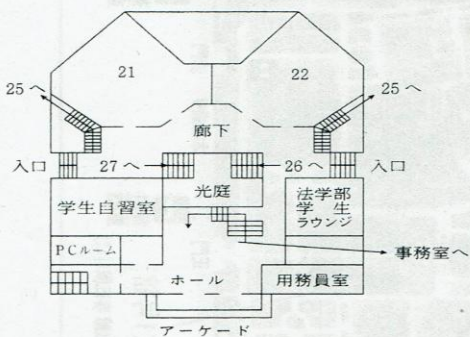 21
22
25へ
25へ
廊下
入口
27へ
26へ
入口
光庭
学生自習室
法学部
学生
ラウンジ
PCルーム
事務室へ
ホール
用務員室
アーケード